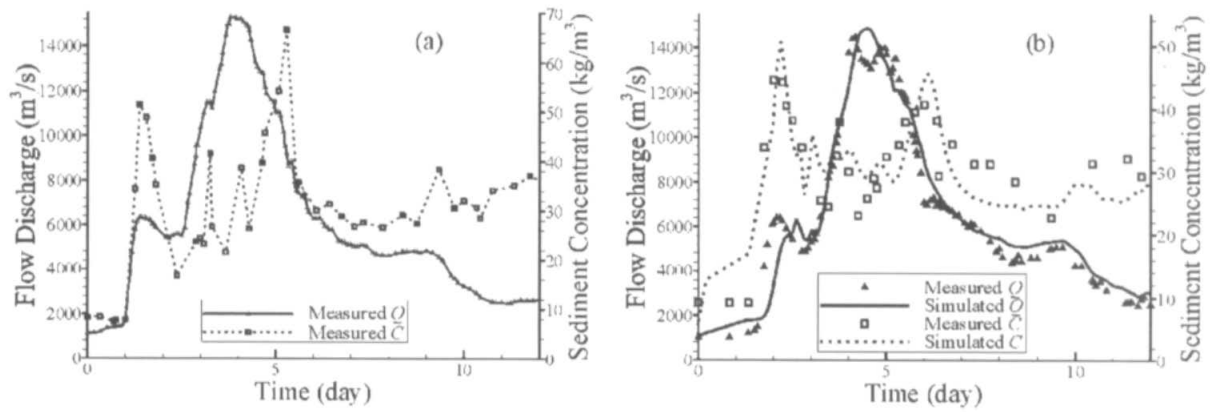 (a)
Flow Discharge (m³/s)
14000
12000
10000
8000
6000
4000
2000
0
70
60
50
40
30
20
10
0
Sediment Concentration (kg/m³)
Measured Q
Measured C
0
5
10
Time (day)
(b)
Flow Discharge (m³/s)
14000
12000
10000
8000
6000
4000
2000
0
50
40
30
20
10
0
Sediment Concentration (kg/m³)
Measured Q
Simulated Q
Measured C
Simulated C
0
5
10
Time (day)